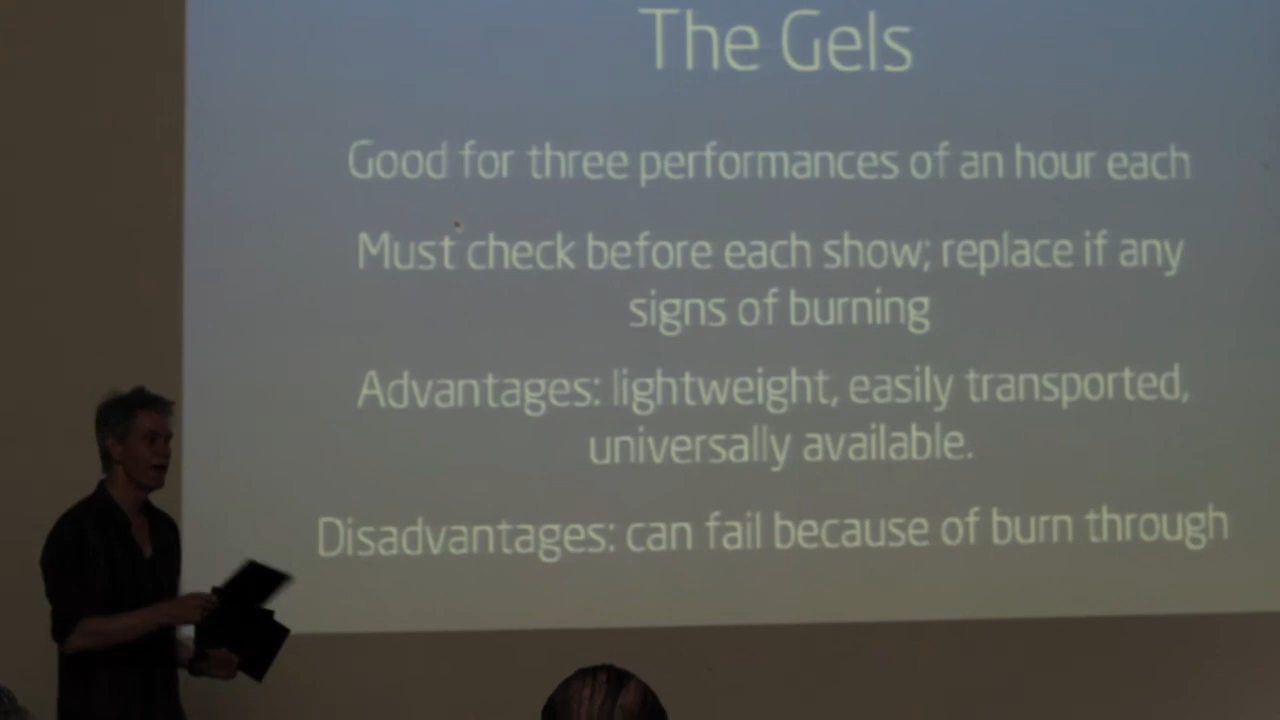 The Gels
Good for three performances of an hour each
Must check before each show; replace if any
signs of burning
Advantages: lightweight, easily transported,
universally available.
Disadvantages: can fail because of burn through